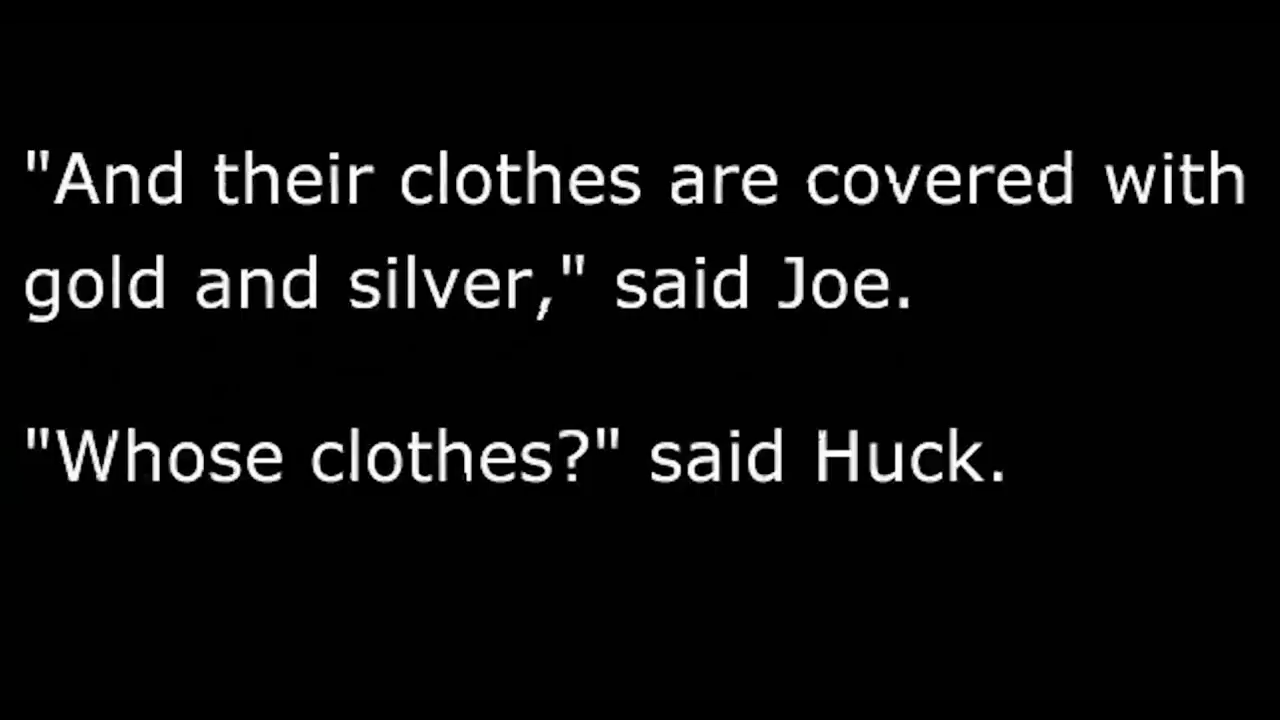 "And their clothes are covered with
gold and silver," said Joe.
"Whose clothes?" said Huck.